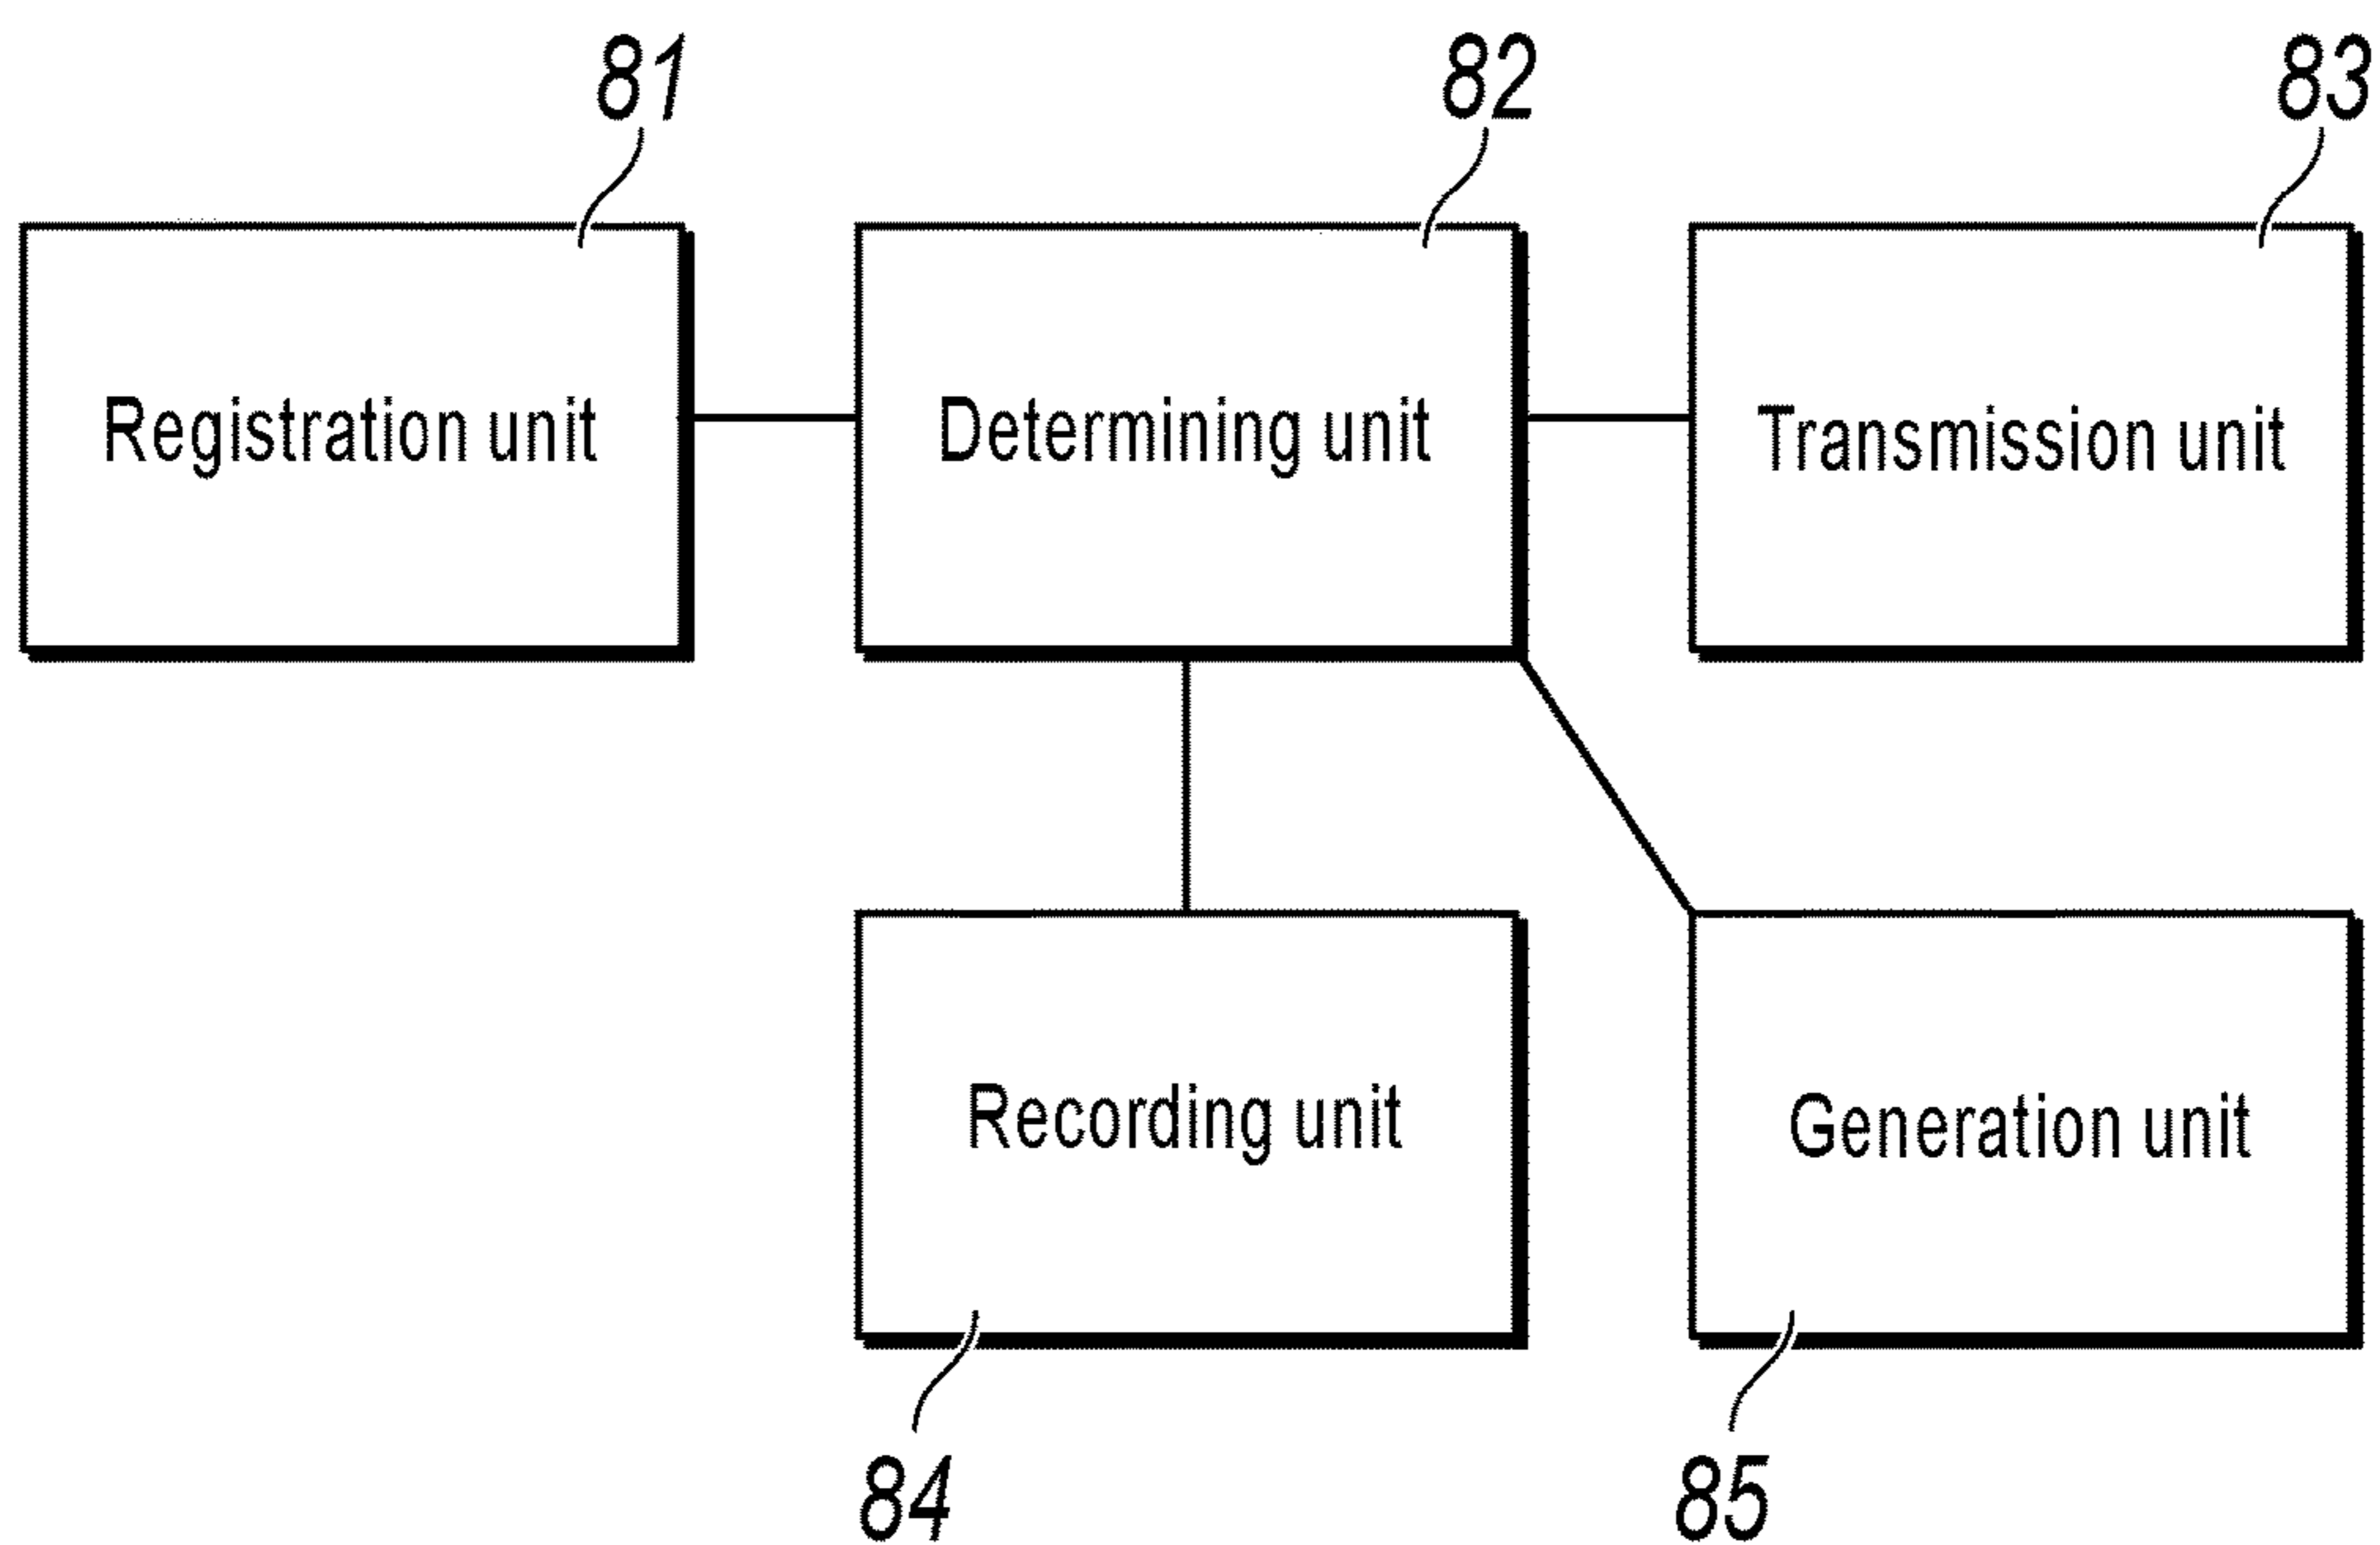 81
82
83
Registration unit
Determining unit
Transmission unit
Recording unit
Generation unit
84
85